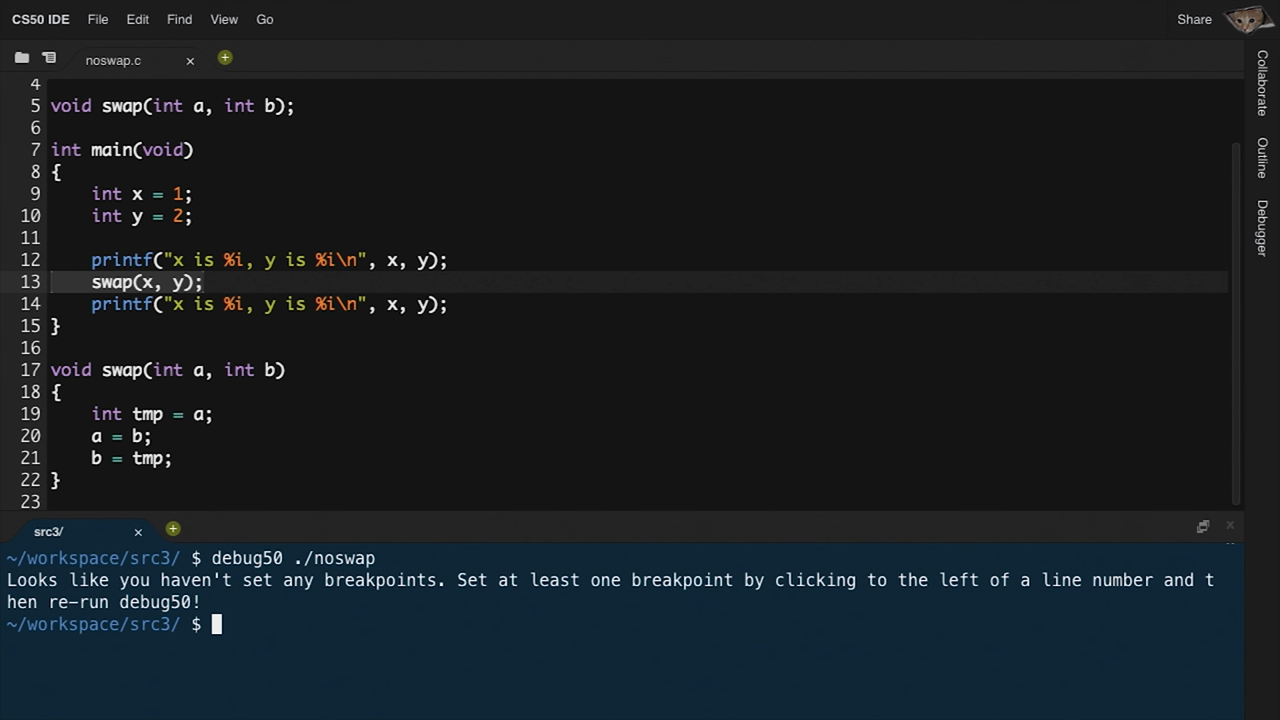 CS50 IDE File Edit Find View Go Share
noswap.c
4
5 void swap(int a, int b);
6
7 int main(void)
8 {
9     int x = 1;
10     int y = 2;
11
12     printf("x is %i, y is %i\n", x, y);
13     swap(x, y);
14     printf("x is %i, y is %i\n", x, y);
15 }
16
17 void swap(int a, int b)
18 {
19     int tmp = a;
20     a = b;
21     b = tmp;
22 }
23
Collaborate
Outline
Debugger
src3/
~/workspace/src3/ $ debug50 ./noswap
Looks like you haven't set any breakpoints. Set at least one breakpoint by clicking to the left of a line number and t
hen re-run debug50!
~/workspace/src3/ $